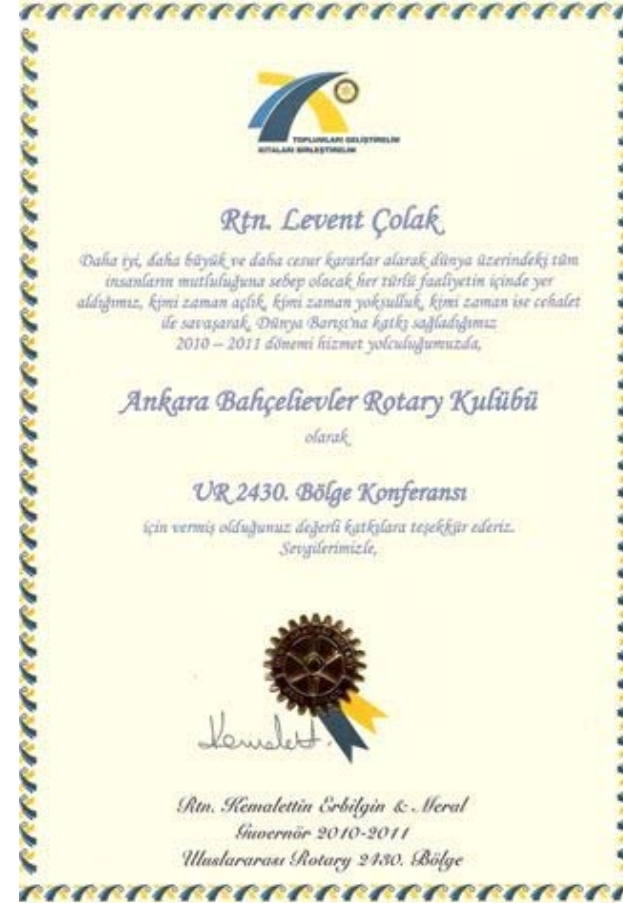 TOPLUMLARI GELİŞTİRELİM
KITALARI BİRLEŞTİRELİM
Rtn. Levent Çolak
Daha iyi, daha büyük ve daha cesur kararlar alarak dünya üzerindeki tüm
insanların mutluluğuna sebep olacak her türlü faaliyetin içinde yer
aldığımız, kimi zaman açlık, kimi zaman yoksulluk, kimi zaman ise cehalet
ile savaşarak, Dünya Barışı'na katkı sağladığımız
2010 – 2011 dönemi hizmet yolculuğumuzda,
Ankara Bahçelievler Rotary Kulübü
olarak
UR 2430. Bölge Konferansı
için vermiş olduğunuz değerli katkılara teşekkür ederiz.
Sevgilerimizle,
Rtn. Kemalettin Erbilgin & Meral
Guvernör 2010-2011
Uluslararası Rotary 2430. Bölge